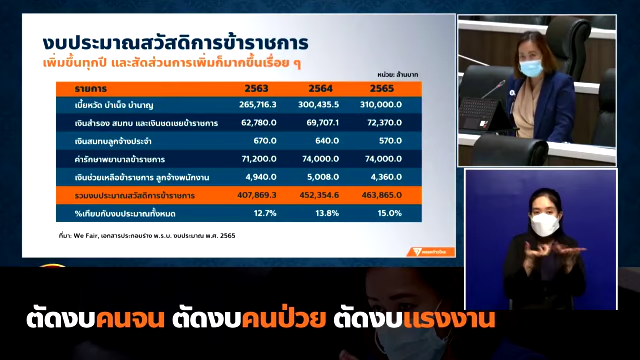 งบประมาณสวัสดิการข้าราชการ
เพิ่มขึ้นทุกปี และสัดส่วนการเพิ่มก็มากขึ้นเรื่อย ๆ
หน่วย: ล้านบาท
รายการ 2563 2564 2565
เบี้ยหวัด บำเน็จ บำนาญ 265,716.3 300,435.5 310,000.0
เงินสำรอง สมทบ และเงินชดเชยข้าราชการ 62,780.0 69,707.1 72,370.0
เงินสมทบลูกจ้างประจำ 670.0 640.0 570.0
ค่ารักษาพยาบาลข้าราชการ 71,200.0 74,000.0 74,000.0
เงินช่วยเหลือข้าราชการ ลูกจ้างพนักงาน 4,940.0 5,008.0 4,360.0
รวมงบประมาณสวัสดิการข้าราชการ 407,869.3 452,354.6 463,865.0
%เทียบกับงบประมาณทั้งหมด 12.7% 13.8% 15.0%
ที่มา: We Fair, เอกสารประกอบร่าง พ.ร.บ. งบประมาณ พ.ศ. 2565
พรรคก้าวไกล
ตัดงบคนจน ตัดงบคนป่วย ตัดงบแรงงาน